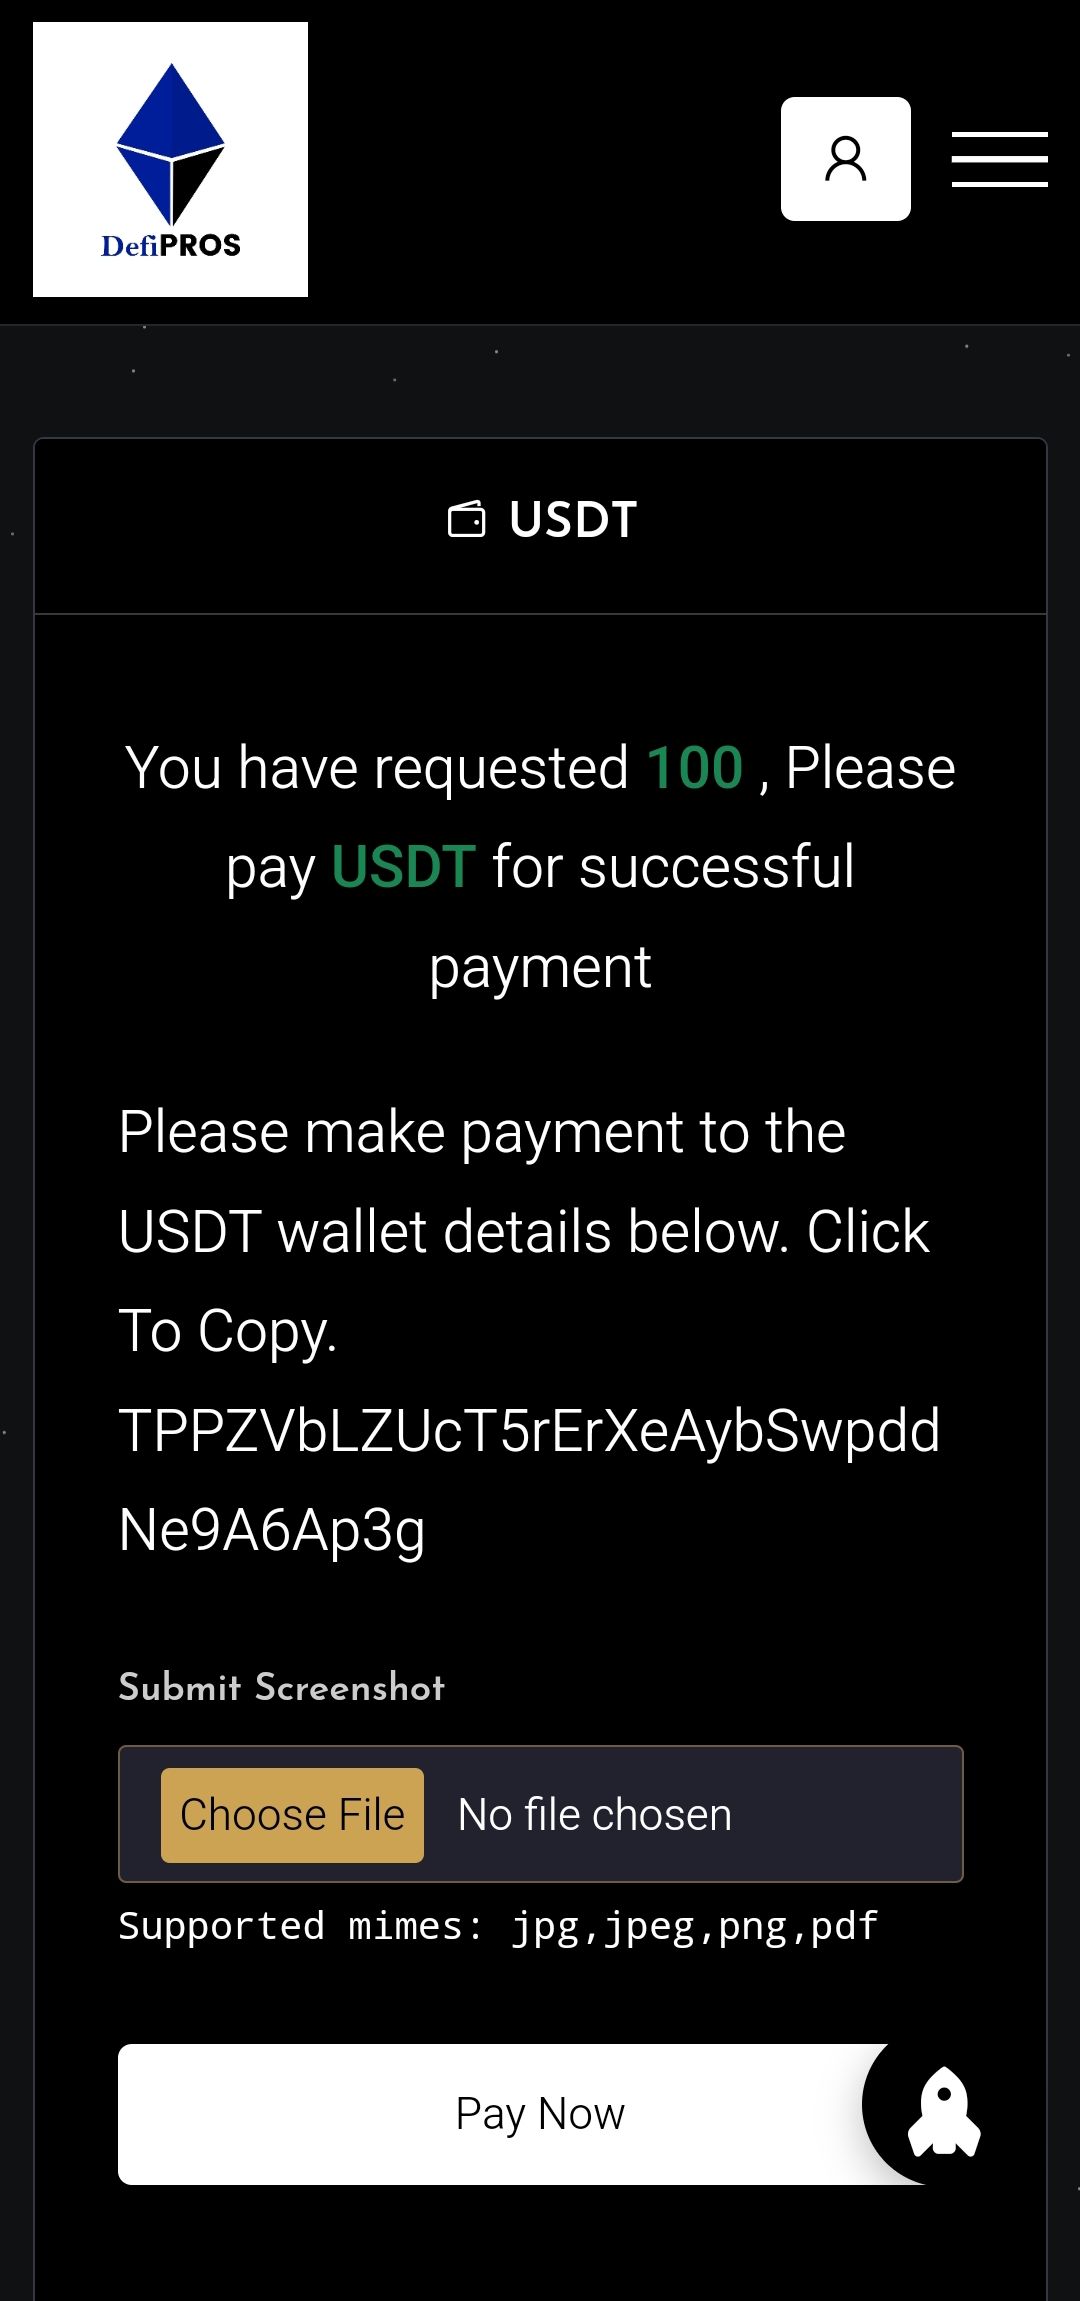 DefiPROS
USDT
You have requested 100 , Please
pay USDT for successful
payment
Please make payment to the
USDT wallet details below. Click
To Copy.
TPPZVbLZUcT5rErXeAybSwpdd
Ne9A6Ap3g
Submit Screenshot
Choose File No file chosen
Supported mimes: jpg,jpeg,png,pdf
Pay Now